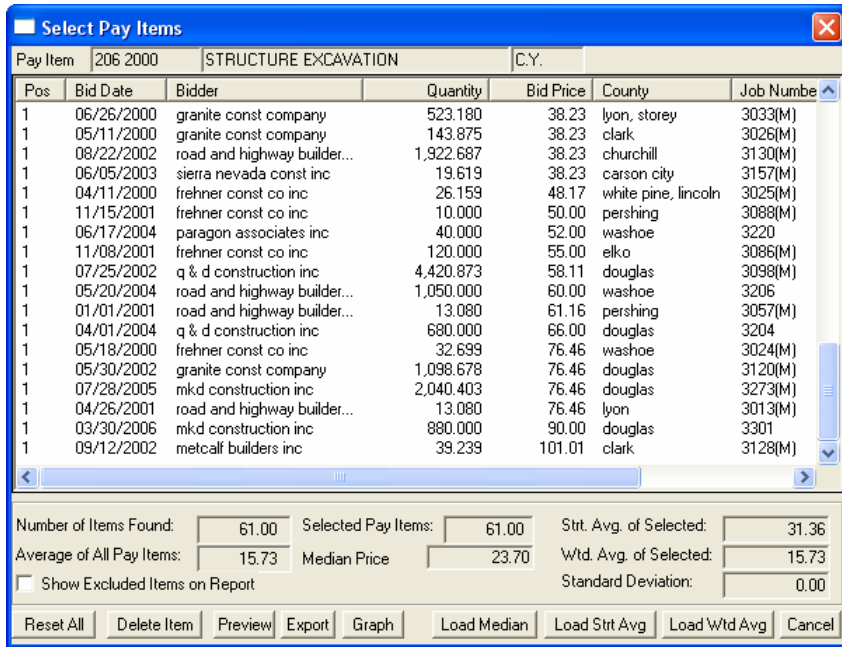 Select Pay Items
Pay Item 206 2000 STRUCTURE EXCAVATION C.Y.
Pos Bid Date Bidder Quantity Bid Price County Job Numbe
1 06/26/2000 granite const company 523.180 38.23 lyon, storey 3033(M)
1 05/11/2000 granite const company 143.875 38.23 clark 3026(M)
1 08/22/2002 road and highway builder... 1,922.687 38.23 churchill 3130(M)
1 06/05/2003 sierra nevada const inc 19.619 38.23 carson city 3157(M)
1 04/11/2000 frehner const co inc 26.159 48.17 white pine, lincoln 3025(M)
1 11/15/2001 frehner const co inc 10.000 50.00 pershing 3088(M)
1 06/17/2004 paragon associates inc 40.000 52.00 washoe 3220
1 11/08/2001 frehner const co inc 120.000 55.00 elko 3086(M)
1 07/25/2002 q & d construction inc 4,420.873 58.11 douglas 3098(M)
1 05/20/2004 road and highway builder... 1,050.000 60.00 washoe 3206
1 01/01/2001 road and highway builder... 13.080 61.16 pershing 3057(M)
1 04/01/2004 q & d construction inc 680.000 66.00 douglas 3204
1 05/18/2000 frehner const co inc 32.699 76.46 washoe 3024(M)
1 05/30/2002 granite const company 1,098.678 76.46 douglas 3120(M)
1 07/28/2005 mkd construction inc 2,040.403 76.46 douglas 3273(M)
1 04/26/2001 road and highway builder... 13.080 76.46 lyon 3013(M)
1 03/30/2006 mkd construction inc 880.000 90.00 douglas 3301
1 09/12/2002 metcalf builders inc 39.239 101.01 clark 3128(M)
Number of Items Found: 61.00 Selected Pay Items: 61.00 Strt. Avg. of Selected: 31.36
Average of All Pay Items: 15.73 Median Price 23.70 Wtd. Avg. of Selected: 15.73
Show Excluded Items on Report Standard Deviation: 0.00
Reset All Delete Item Preview Export Graph Load Median Load Strt Avg Load Wtd Avg Cancel